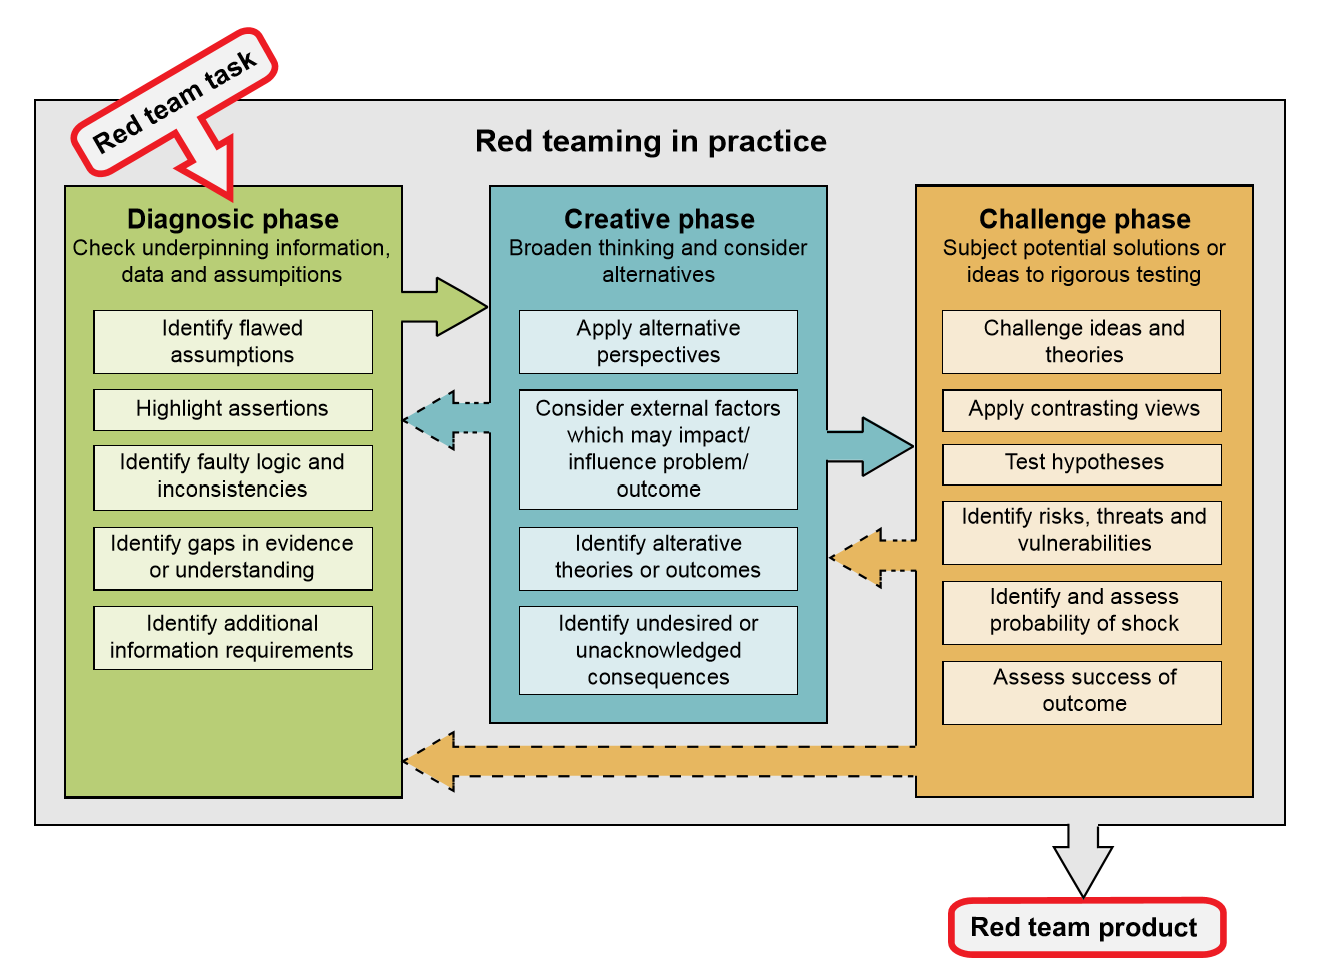 Red team task
Red teaming in practice
Diagnosic phase
Check underpinning information,
data and assumpitions
Identify flawed
assumptions
Highlight assertions
Identify faulty logic and
inconsistencies
Identify gaps in evidence
or understanding
Identify additional
information requirements
Creative phase
Broaden thinking and consider
alternatives
Apply alternative
perspectives
Consider external factors
which may impact/
influence problem/
outcome
Identify alterative
theories or outcomes
Identify undesired or
unacknowledged
consequences
Challenge phase
Subject potential solutions or
ideas to rigorous testing
Challenge ideas and
theories
Apply contrasting views
Test hypotheses
Identify risks, threats and
vulnerabilities
Identify and assess
probability of shock
Assess success of
outcome
Red team product